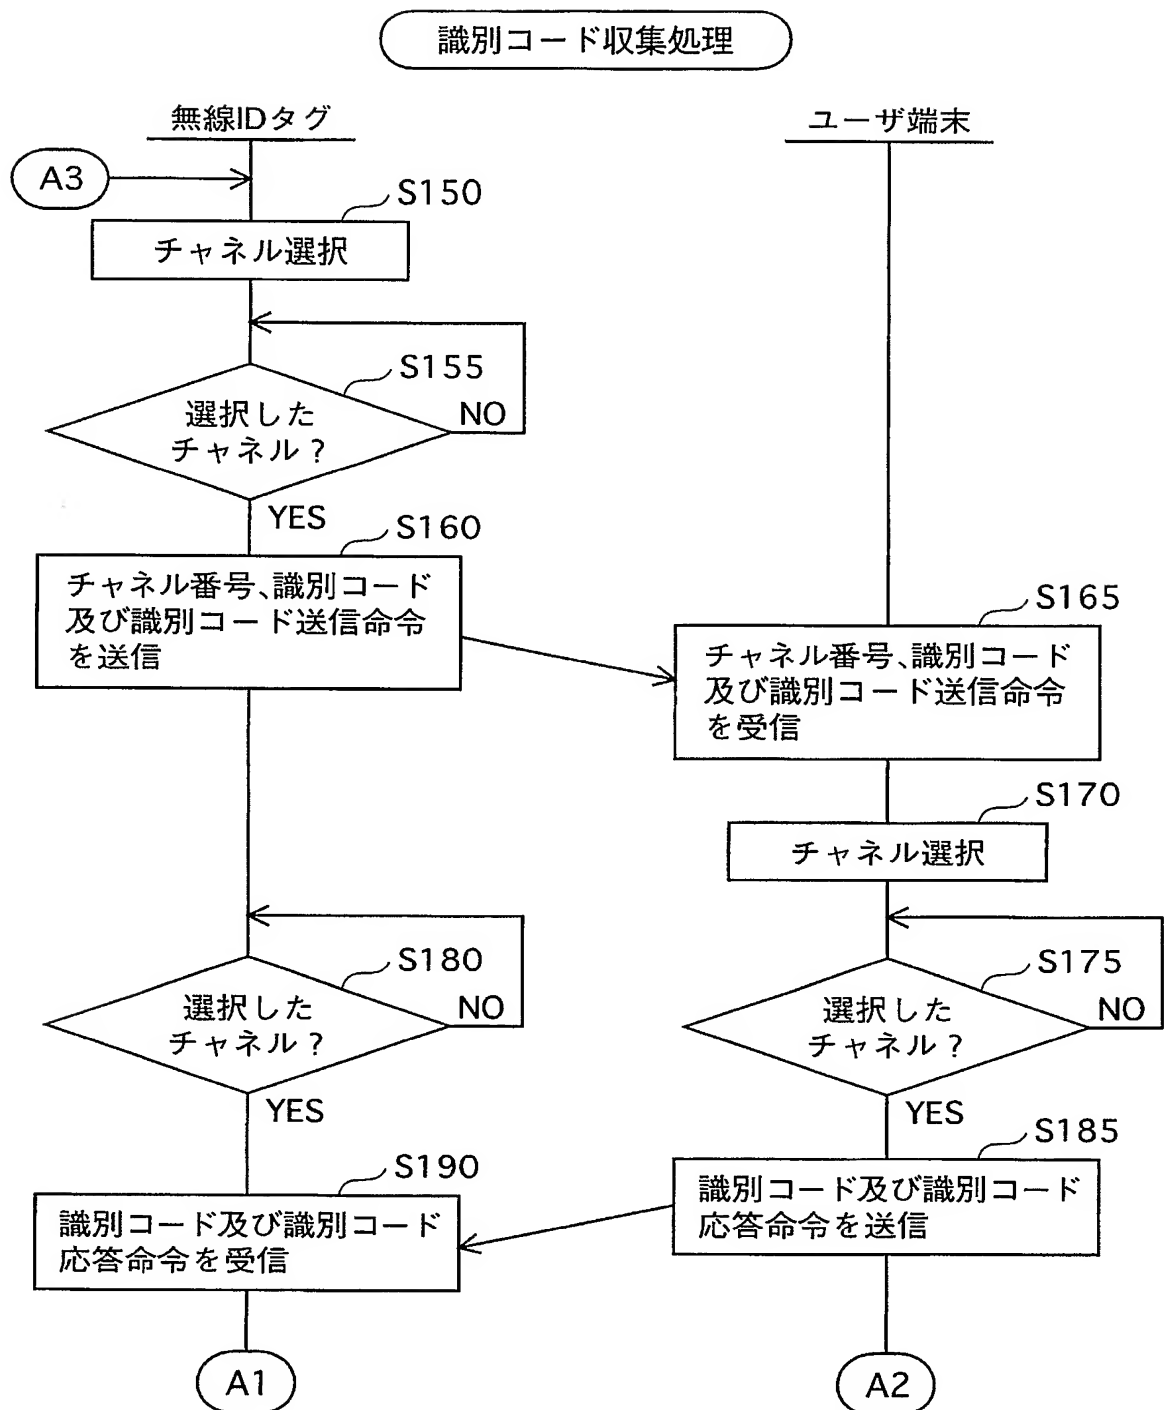 識別コード収集処理
無線IDタグ
ユーザ端末
A3
S150
チャネル選択
S155
選択した
チャネル?
NO
YES
S160
チャネル番号、識別コード
及び識別コード送信命令
を送信
S165
チャネル番号、識別コード
及び識別コード送信命令
を受信
S170
チャネル選択
S180
選択した
チャネル?
NO
YES
S175
選択した
チャネル?
NO
YES
S185
識別コード及び識別コード
応答命令を送信
S190
識別コード及び識別コード
応答命令を受信
A1
A2